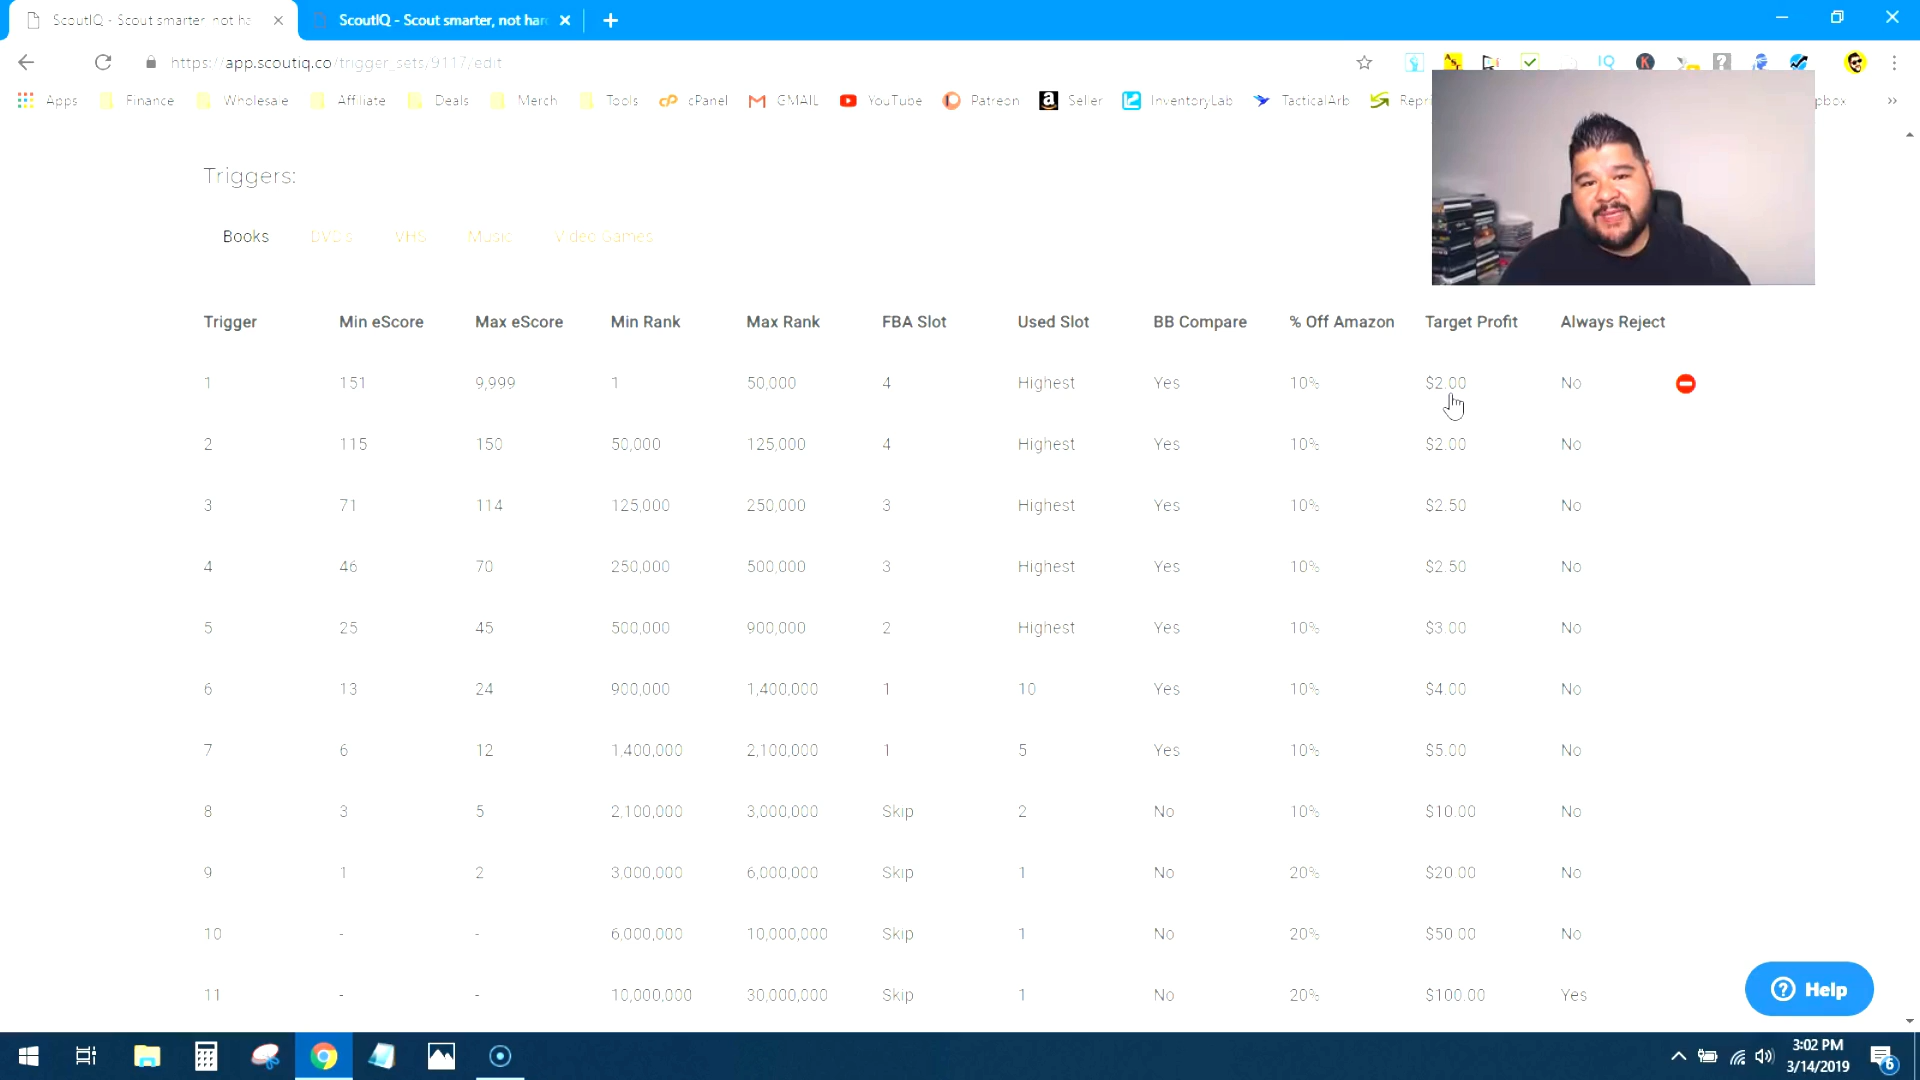 ScoutIQ - Scout smarter, not ha
ScoutIQ - Scout smarter, not har
https://app.scoutiq.co/trigger_sets/9117/edit
Apps Finance Wholesale Affiliate Deals Merch Tools cPanel GMAIL YouTube Patreon Seller InventoryLab TacticalArb Repri pbox
Triggers:
Books DVD's VHS Music Video Games
Trigger Min eScore Max eScore Min Rank Max Rank FBA Slot Used Slot BB Compare % Off Amazon Target Profit Always Reject
1 151 9,999 1 50,000 4 Highest Yes 10% $2.00 No
2 115 150 50,000 125,000 4 Highest Yes 10% $2.00 No
3 71 114 125,000 250,000 3 Highest Yes 10% $2.50 No
4 46 70 250,000 500,000 3 Highest Yes 10% $2.50 No
5 25 45 500,000 900,000 2 Highest Yes 10% $3.00 No
6 13 24 900,000 1,400,000 1 10 Yes 10% $4.00 No
7 6 12 1,400,000 2,100,000 1 5 Yes 10% $5.00 No
8 3 5 2,100,000 3,000,000 Skip 2 No 10% $10.00 No
9 1 2 3,000,000 6,000,000 Skip 1 No 20% $20.00 No
10 - - 6,000,000 10,000,000 Skip 1 No 20% $50.00 No
11 - - 10,000,000 30,000,000 Skip 1 No 20% $100.00 Yes
Help
3:02 PM
3/14/2019
6